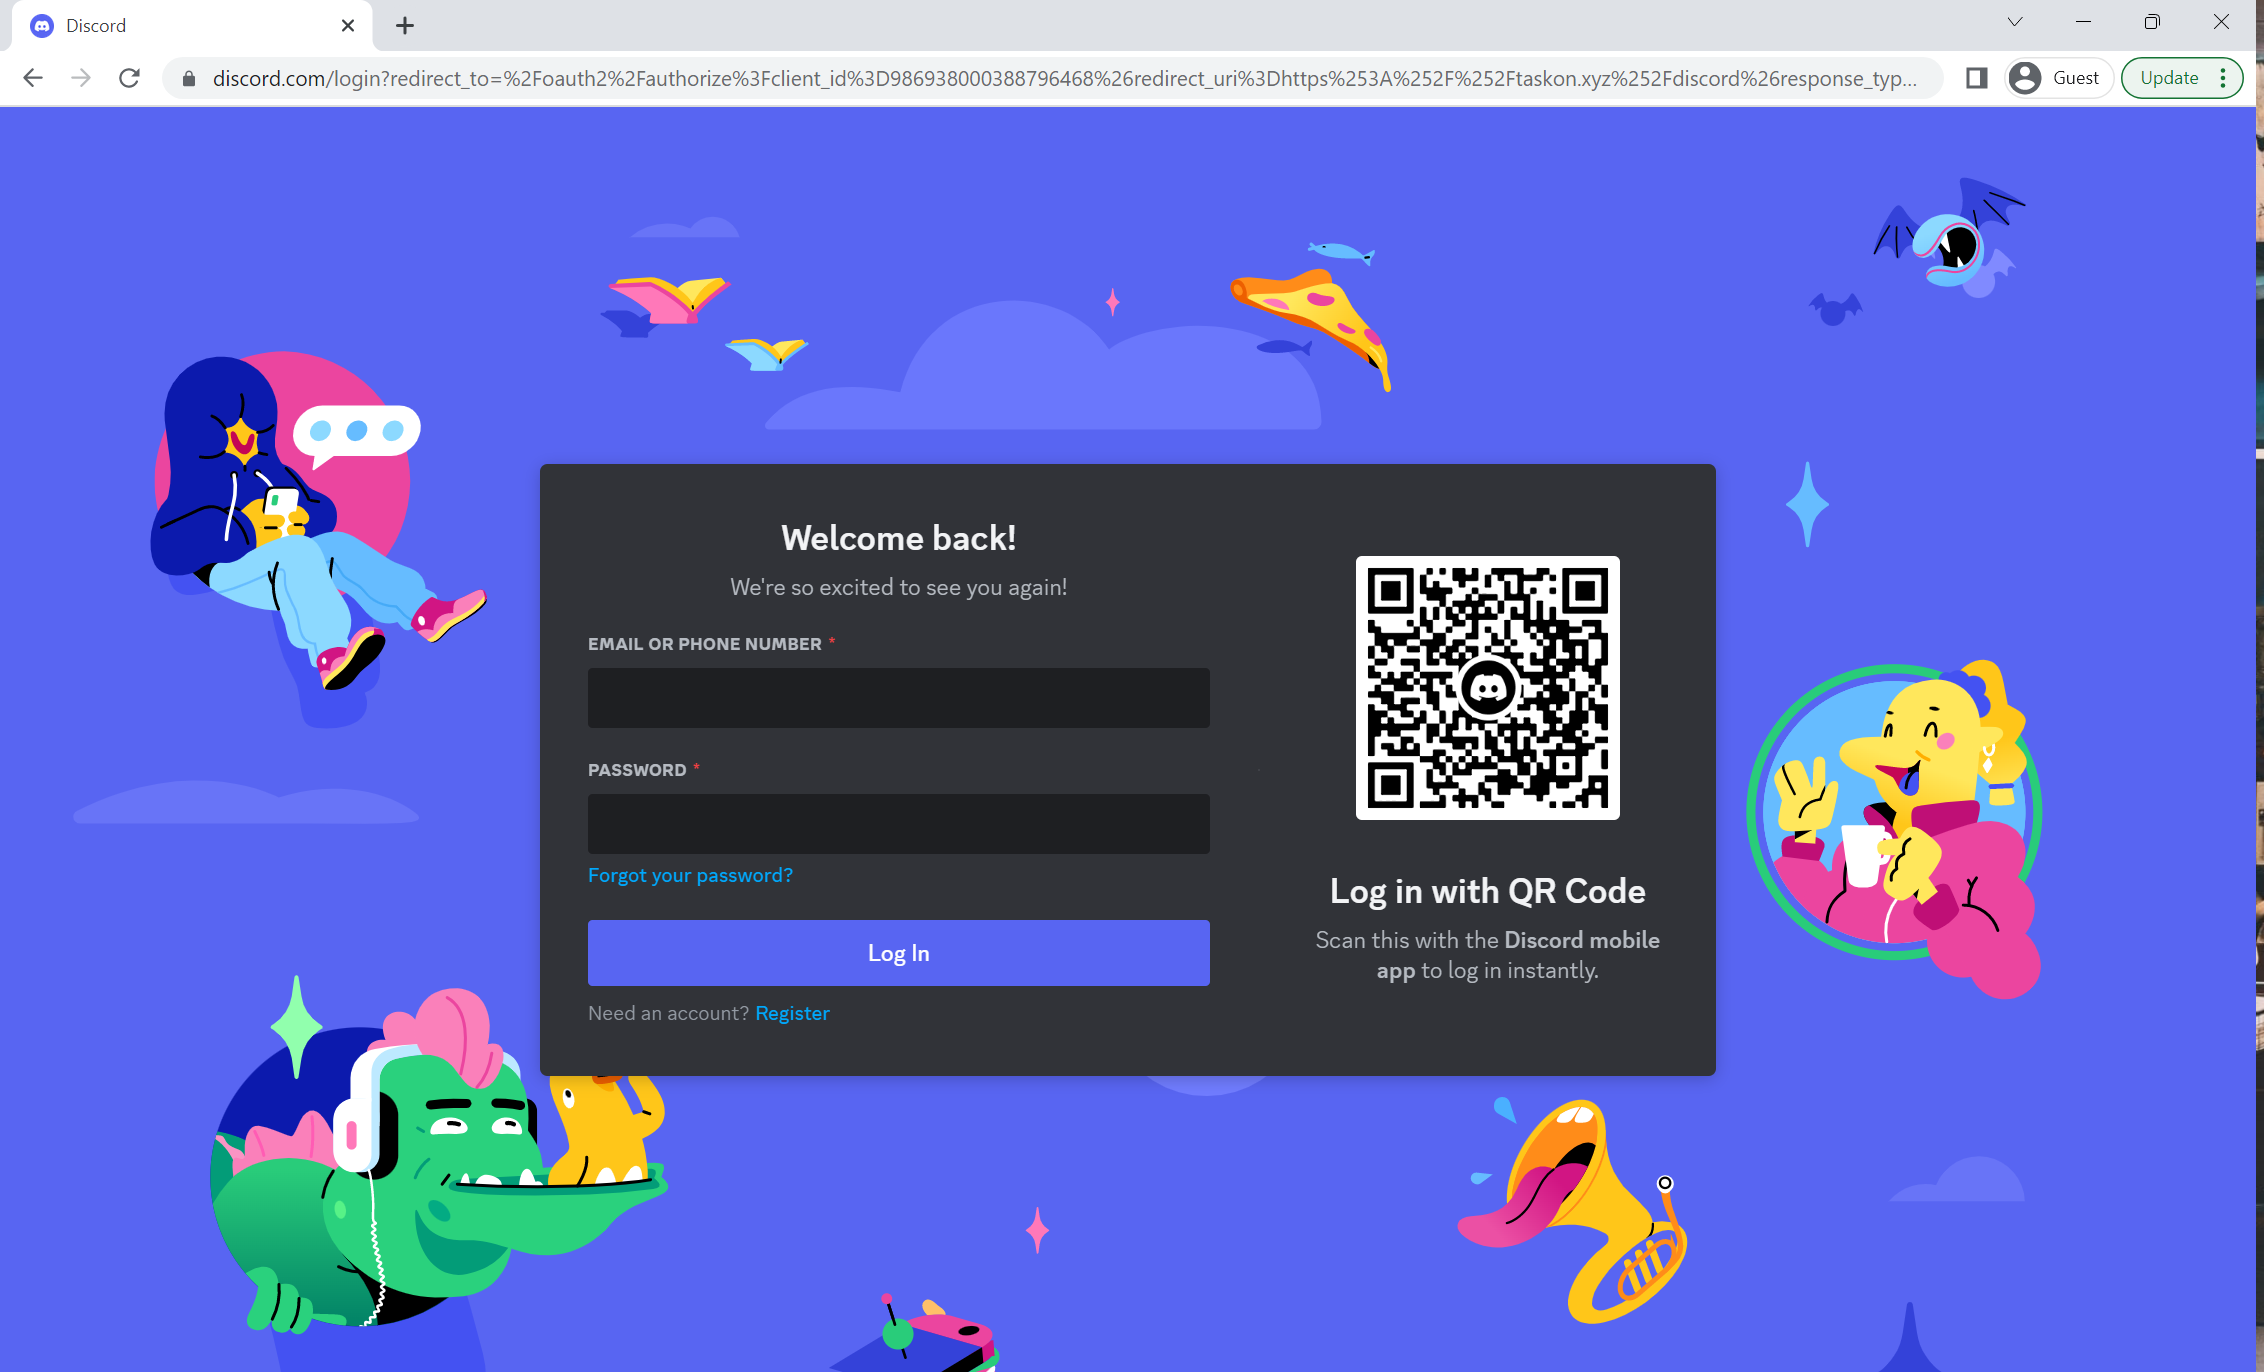 Discord
discord.com/login?redirect_to=%2Foauth2%2Fauthorize%3Fclient_id%3D986938000388796468%26redirect_uri%3Dhttps%253A%252F%252Ftaskon.xyz%252Fdiscord%26response_typ...
Guest
Update
Welcome back!
We're so excited to see you again!
EMAIL OR PHONE NUMBER *
PASSWORD *
Forgot your password?
Log In
Need an account? Register
Log in with QR Code
Scan this with the Discord mobile
app to log in instantly.